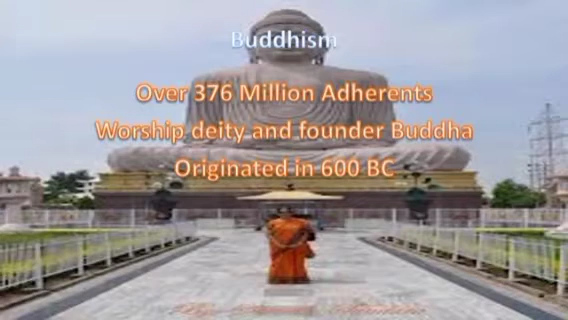 Buddhism
Over 376 Million Adherents
Worship deity and founder Buddha
Originated in 600 BC